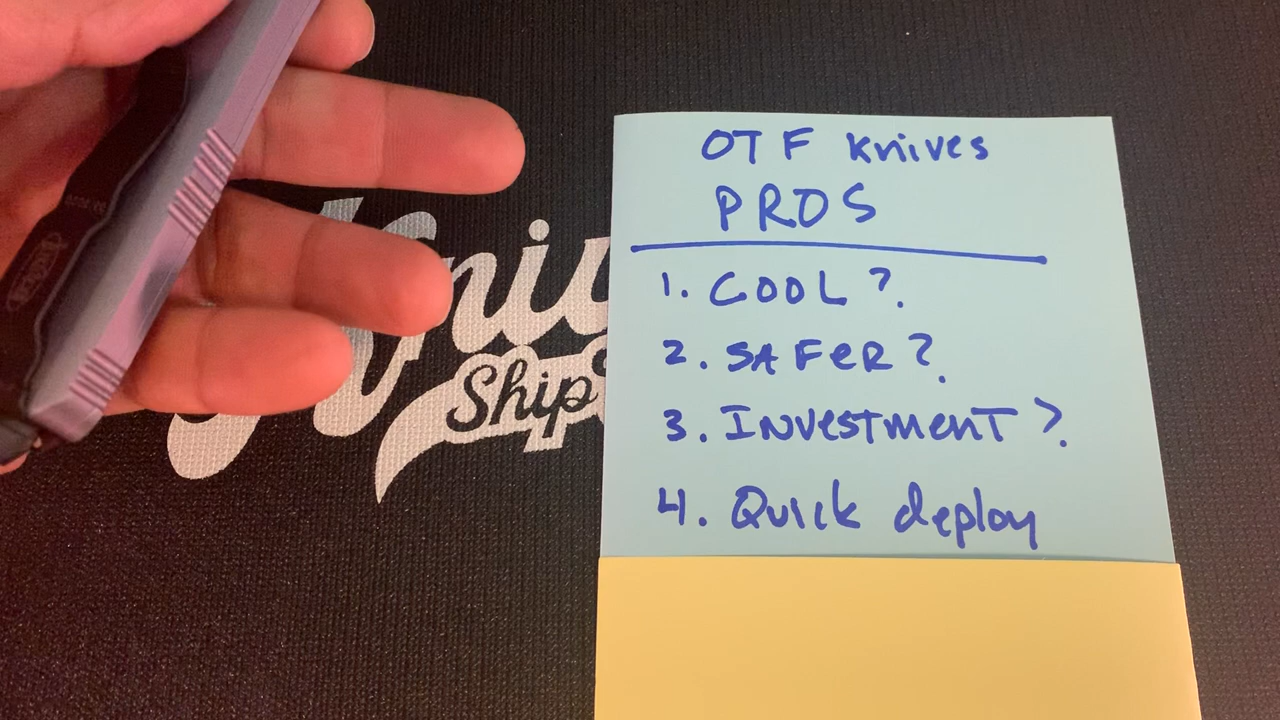 OTF knives
PROS
1. COOL?
2. SAFER?
3. INVESTMENT?
4. Quick deploy
Ship